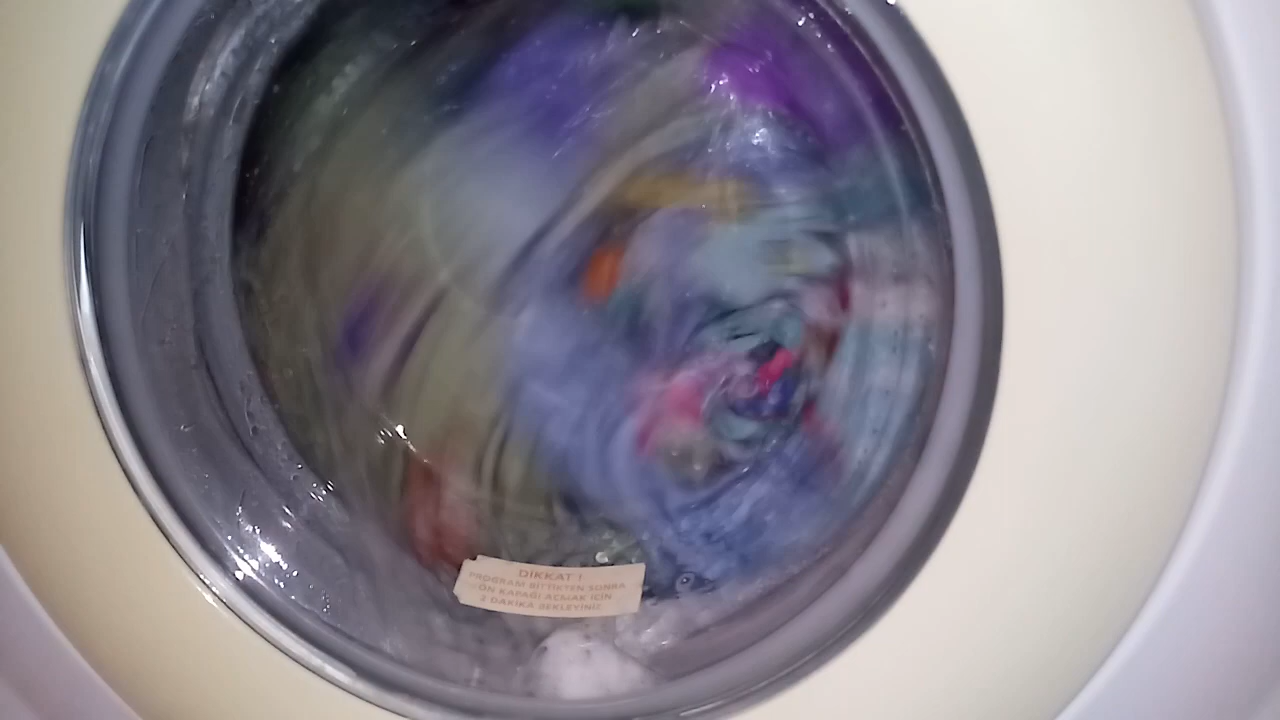 DİKKAT !
PROGRAM BİTTİKTEN SONRA
ÖN KAPAĞI AÇMAK İÇİN
2 DAKİKA BEKLEYİNİZ